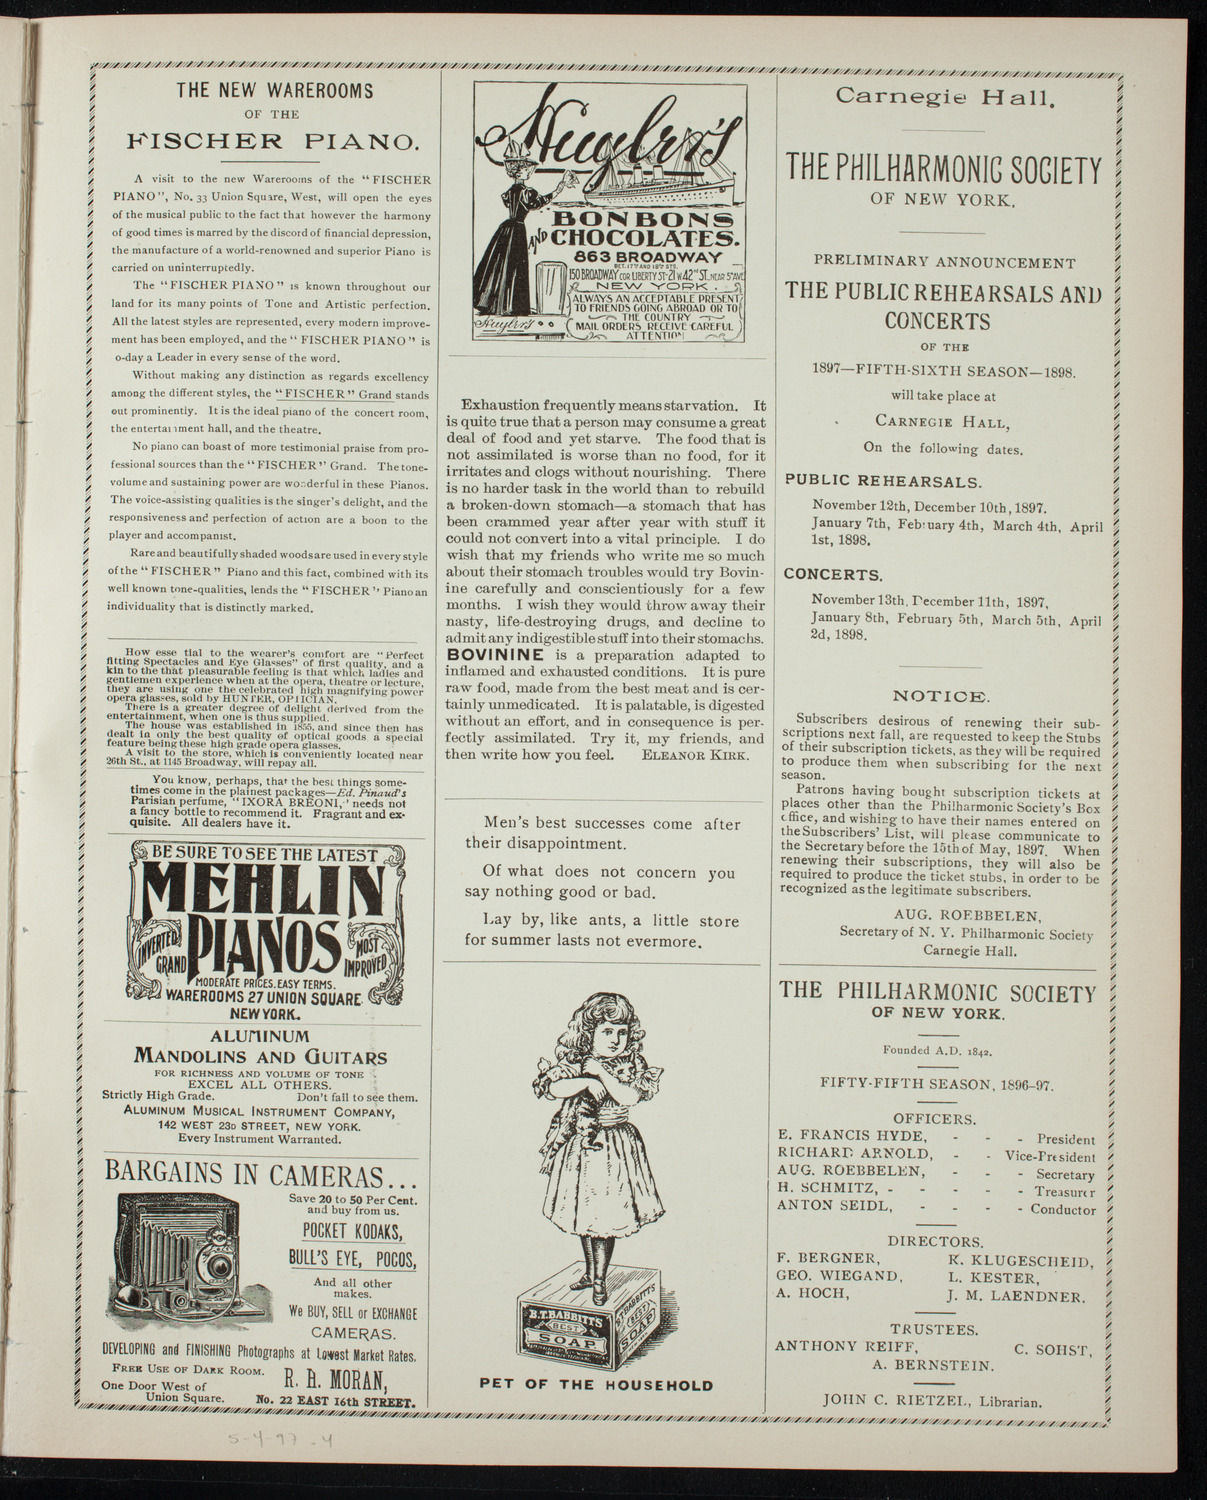 THE NEW WAREROOMS
OF THE
FISCHER PIANO.
A visit to the new Warerooms of the "FISCHER
PIANO", No. 33 Union Square, West, will open the eyes
of the musical public to the fact that however the harmony
of good times is marred by the discord of financial depression,
the manufacture of a world-renowned and superior Piano is
carried on uninterruptedly.
The "FISCHER PIANO" is known throughout our
land for its many points of Tone and Artistic perfection.
All the latest styles are represented, every modern improve-
ment has been employed, and the "FISCHER PIANO" is
o-day a Leader in every sense of the word.
Without making any distinction as regards excellency
among the different styles, the "FISCHER" Grand stands
out prominently. It is the ideal piano of the concert room,
the entertainment hall, and the theatre.
No piano can boast of more testimonial praise from pro-
fessional sources than the "FISCHER" Grand. The tone-
volume and sustaining power are wonderful in these Pianos.
The voice-assisting qualities is the singer's delight, and the
responsiveness and perfection of action are a boon to the
player and accompanist.
Rare and beautifully shaded woods are used in every style
of the "FISCHER" Piano and this fact, combined with its
well known tone-qualities, lends the "FISCHER" Piano an
individuality that is distinctly marked.
How esse tial to the wearer's comfort are "Perfect
fitting Spectacles and Eye Glasses" of first quality, and a
kin to the that pleasurable feeling is that which ladies and
gentlemen experience when at the opera, theatre or lecture,
they are using one the celebrated high magnifying power
opera glasses, sold by HUNTER, OPTICIAN.
There is a greater degree of delight derived from the
entertainment, when one is thus supplied.
The house was established in 1855, and since then has
dealt in only the best quality of optical goods a special
feature being these high grade opera glasses.
A visit to the store, which is conveniently located near
26th St., at 1145 Broadway, will repay all.
You know, perhaps, that the best things some-
times come in the plainest packages—Ed. Pinaud's
Parisian perfume, "IXORA BREONI," needs not
a fancy bottle to recommend it. Fragrant and ex-
quisite. All dealers have it.
BE SURE TO SEE THE LATEST
MEHLIN
PIANOS
INVERTED GRAND
MOST IMPROVED
MODERATE PRICES. EASY TERMS.
WAREROOMS 27 UNION SQUARE
NEW YORK.
ALUMINUM
MANDOLINS AND GUITARS
FOR RICHNESS AND VOLUME OF TONE
EXCEL ALL OTHERS.
Strictly High Grade. Don't fail to see them.
ALUMINUM MUSICAL INSTRUMENT COMPANY,
142 WEST 23D STREET, NEW YORK.
Every Instrument Warranted.
BARGAINS IN CAMERAS...
Save 20 to 50 Per Cent.
and buy from us.
POCKET KODAKS,
BULL'S EYE, POCOS,
And all other
makes.
We BUY, SELL or EXCHANGE
CAMERAS.
DEVELOPING and FINISHING Photographs at Lowest Market Rates.
FREE USE OF DARK ROOM.
One Door West of
Union Square.
R. A. MORAN,
No. 22 EAST 16th STREET.
Huyler's
BONBONS
AND CHOCOLATES.
863 BROADWAY
BET. 17TH AND 18TH STS.
150 BROADWAY COR LIBERTY ST-21 W. 42ND ST. NEAR 5TH AVE
NEW YORK.
ALWAYS AN ACCEPTABLE PRESENT
TO FRIENDS GOING ABROAD OR TO
THE COUNTRY
MAIL ORDERS RECEIVE CAREFUL
ATTENTION
Huyler's
Exhaustion frequently means starvation. It
is quite true that a person may consume a great
deal of food and yet starve. The food that is
not assimilated is worse than no food, for it
irritates and clogs without nourishing. There
is no harder task in the world than to rebuild
a broken-down stomach—a stomach that has
been crammed year after year with stuff it
could not convert into a vital principle. I do
wish that my friends who write me so much
about their stomach troubles would try Bovin-
ine carefully and conscientiously for a few
months. I wish they would throw away their
nasty, life-destroying drugs, and decline to
admit any indigestible stuff into their stomachs.
BOVININE is a preparation adapted to
inflamed and exhausted conditions. It is pure
raw food, made from the best meat and is cer-
tainly unmedicated. It is palatable, is digested
without an effort, and in consequence is per-
fectly assimilated. Try it, my friends, and
then write how you feel. ELEANOR KIRK.
Men's best successes come after
their disappointment.
Of what does not concern you
say nothing good or bad.
Lay by, like ants, a little store
for summer lasts not evermore.
B.T. BABBITT'S
BEST
SOAP
B.T. BABBITT'S
BEST
SOAP
PET OF THE HOUSEHOLD
Carnegie Hall.
THE PHILHARMONIC SOCIETY
OF NEW YORK.
PRELIMINARY ANNOUNCEMENT
THE PUBLIC REHEARSALS AND
CONCERTS
OF THE
1897—FIFTH-SIXTH SEASON—1898.
will take place at
CARNEGIE HALL,
On the following dates.
PUBLIC REHEARSALS.
November 12th, December 10th, 1897.
January 7th, February 4th, March 4th, April
1st, 1898.
CONCERTS.
November 13th, December 11th, 1897,
January 8th, February 5th, March 5th, April
2d, 1898.
NOTICE.
Subscribers desirous of renewing their sub-
scriptions next fall, are requested to keep the Stubs
of their subscription tickets, as they will be required
to produce them when subscribing for the next
season.
Patrons having bought subscription tickets at
places other than the Philharmonic Society's Box
office, and wishing to have their names entered on
the Subscribers' List, will please communicate to
the Secretary before the 15th of May, 1897. When
renewing their subscriptions, they will also be
required to produce the ticket stubs, in order to be
recognized as the legitimate subscribers.
AUG. ROEBBELEN,
Secretary of N. Y. Philharmonic Society
Carnegie Hall.
THE PHILHARMONIC SOCIETY
OF NEW YORK.
Founded A.D. 1842.
FIFTY-FIFTH SEASON, 1896-97.
OFFICERS.
E. FRANCIS HYDE, - - - President
RICHARD ARNOLD, - - Vice-President
AUG. ROEBBELEN, - - - Secretary
H. SCHMITZ, - - - - Treasurer
ANTON SEIDL, - - - - Conductor
DIRECTORS.
F. BERGNER, K. KLUGESCHEID,
GEO. WIEGAND, L. KESTER,
A. HOCH, J. M. LAENDNER.
TRUSTEES.
ANTHONY REIFF, C. SOHST,
A. BERNSTEIN.
JOHN C. RIETZEL, Librarian.
5-4-97.4